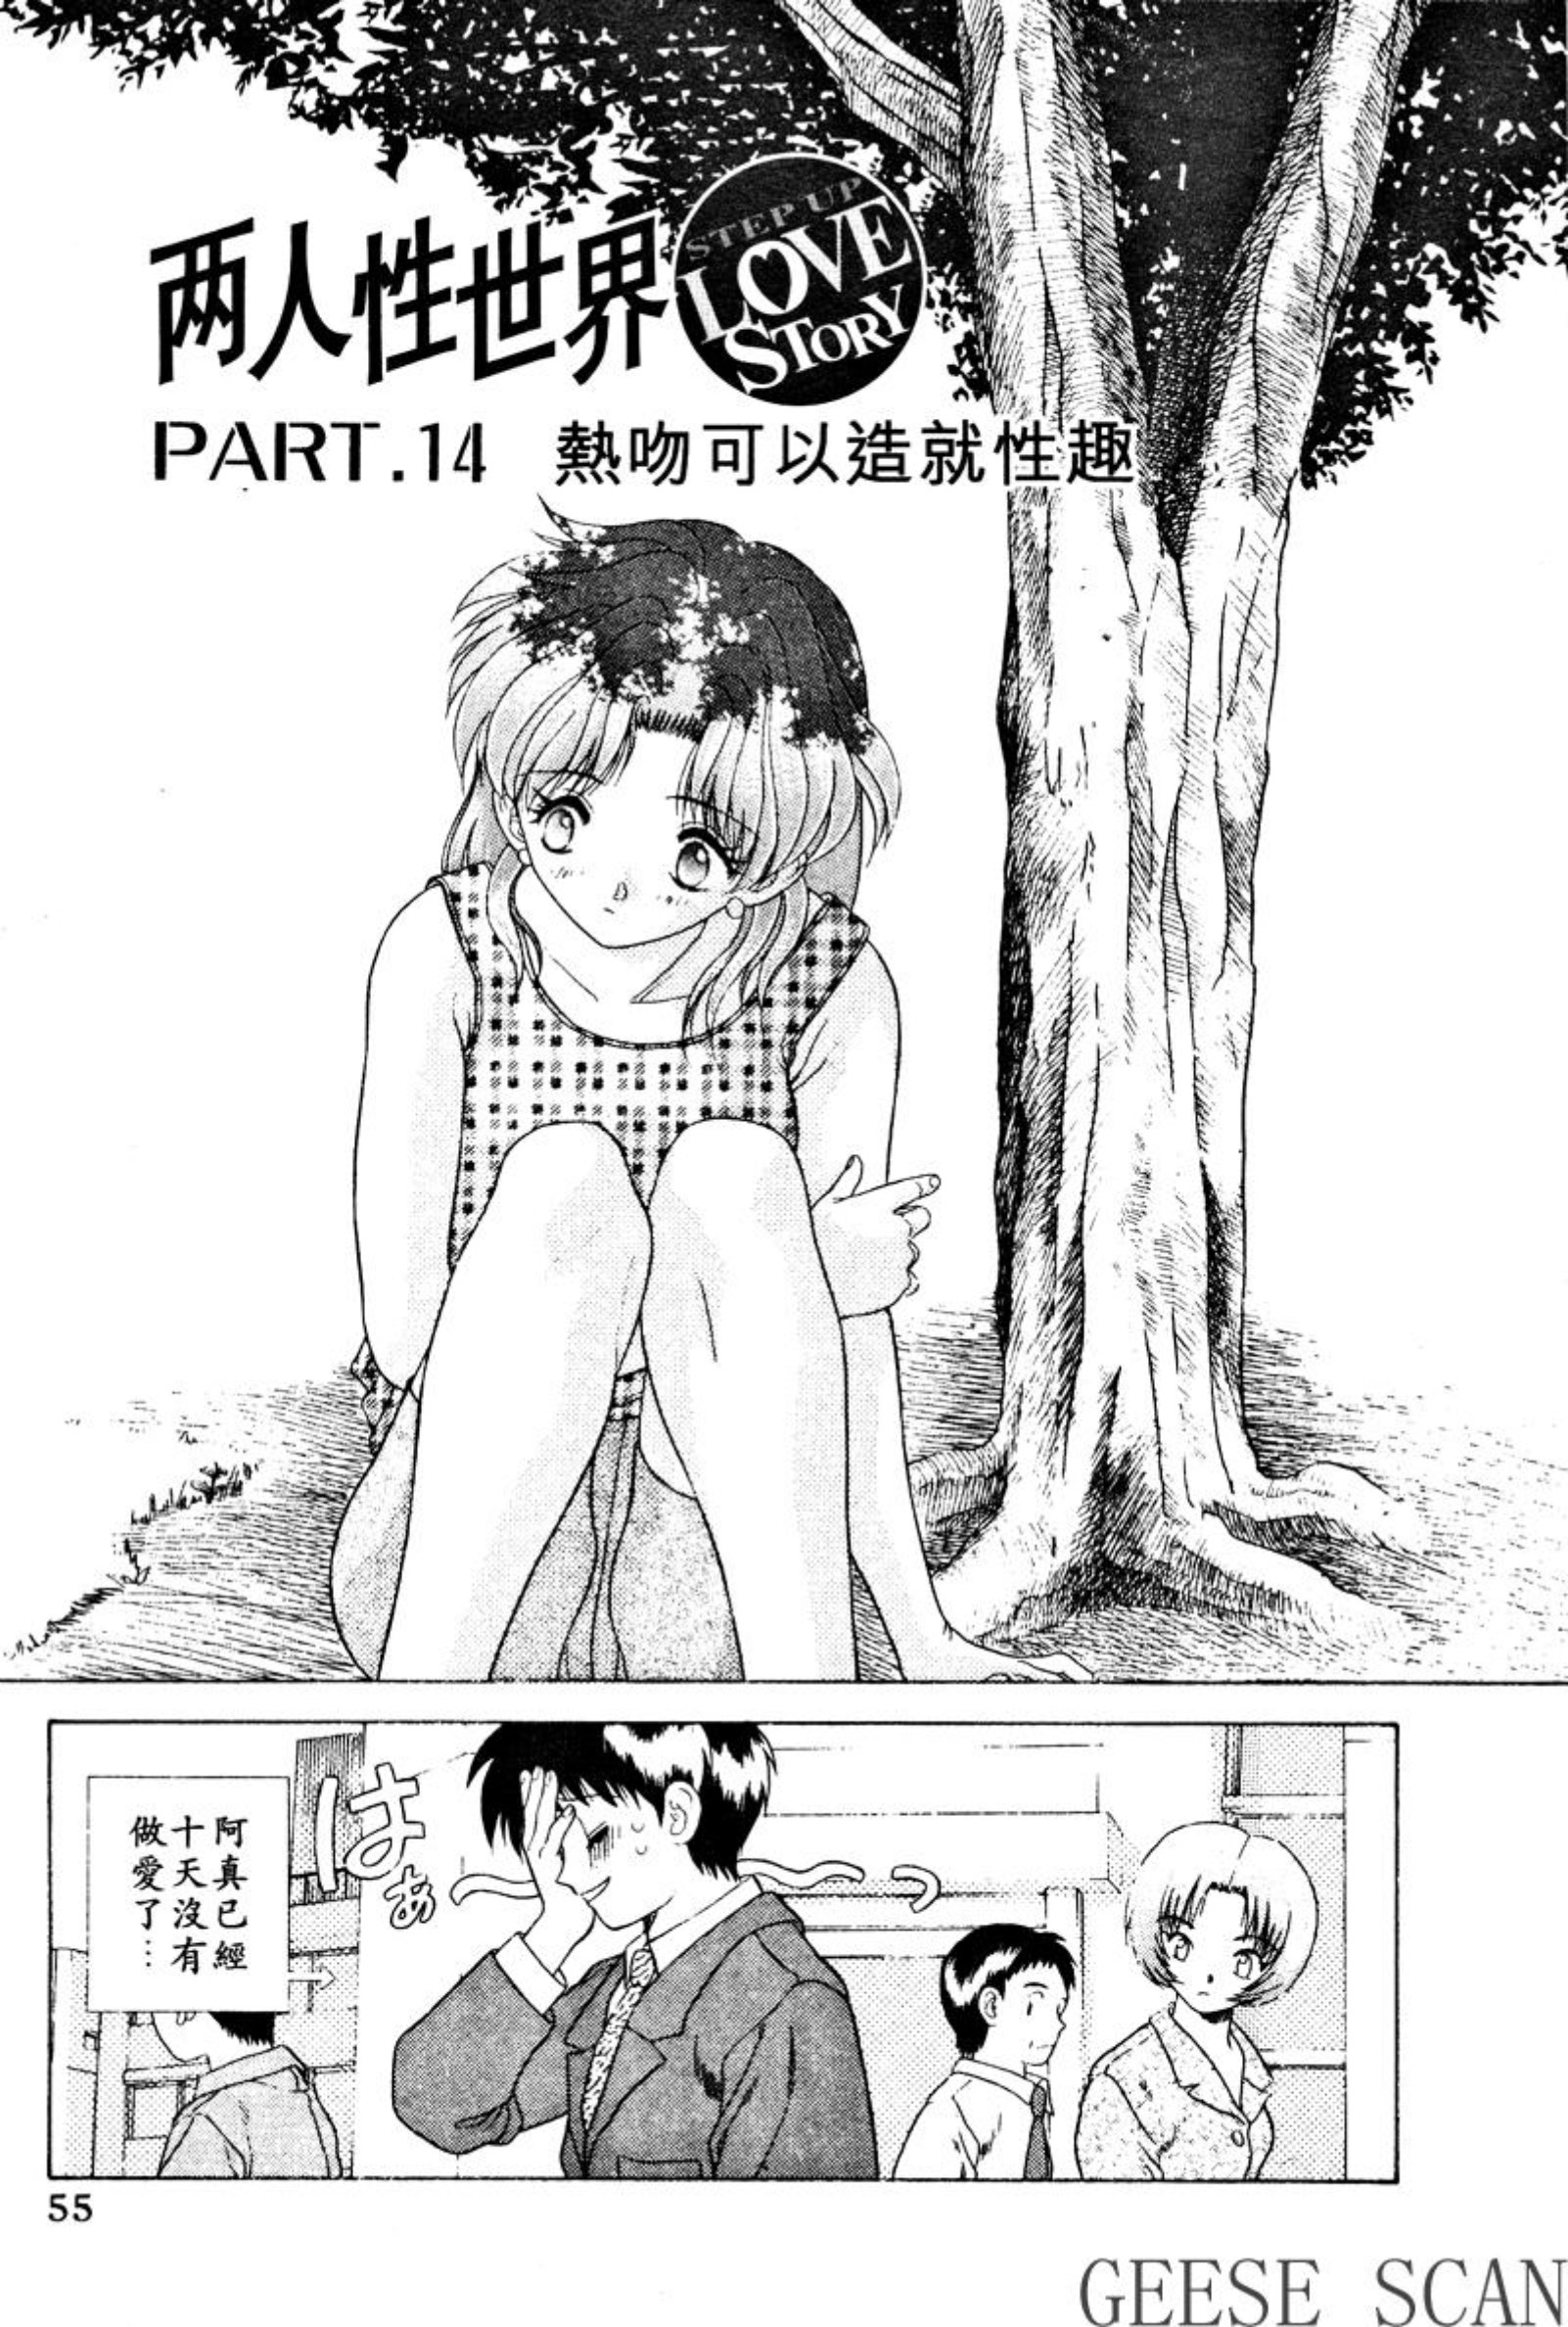 两人性世界
STEP UP
LOVE
STORY
PART.14 熱吻可以造就性趣
阿真已經
十天沒有
做愛了…
はぁ~~っ
55
GEESE SCAN